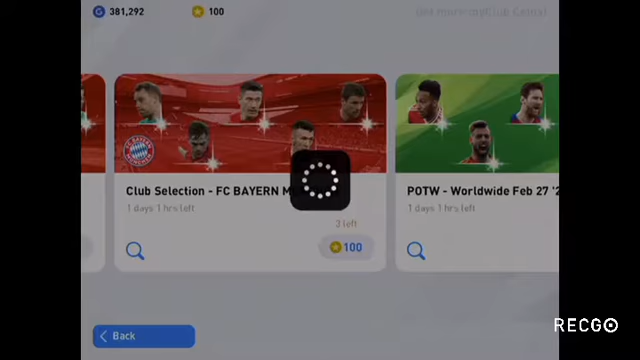 381,292
100
Club Selection - FC BAYERN M
1 days 1 hrs left
3 left
100
POTW - Worldwide Feb 27 '2
1 days 1 hrs left
Back
RECGO